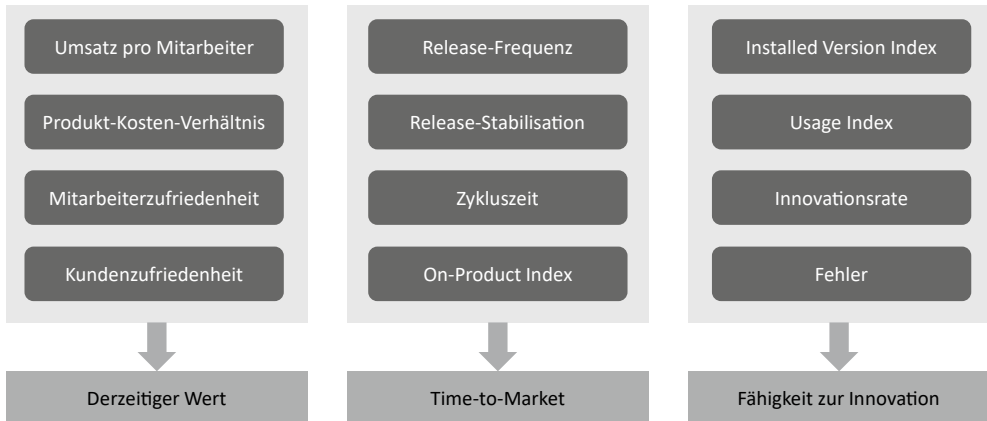 Umsatz pro Mitarbeiter
Produkt-Kosten-Verhältnis
Mitarbeiterzufriedenheit
Kundenzufriedenheit
Derzeitiger Wert
Release-Frequenz
Release-Stabilisation
Zykluszeit
On-Product Index
Time-to-Market
Installed Version Index
Usage Index
Innovationsrate
Fehler
Fähigkeit zur Innovation